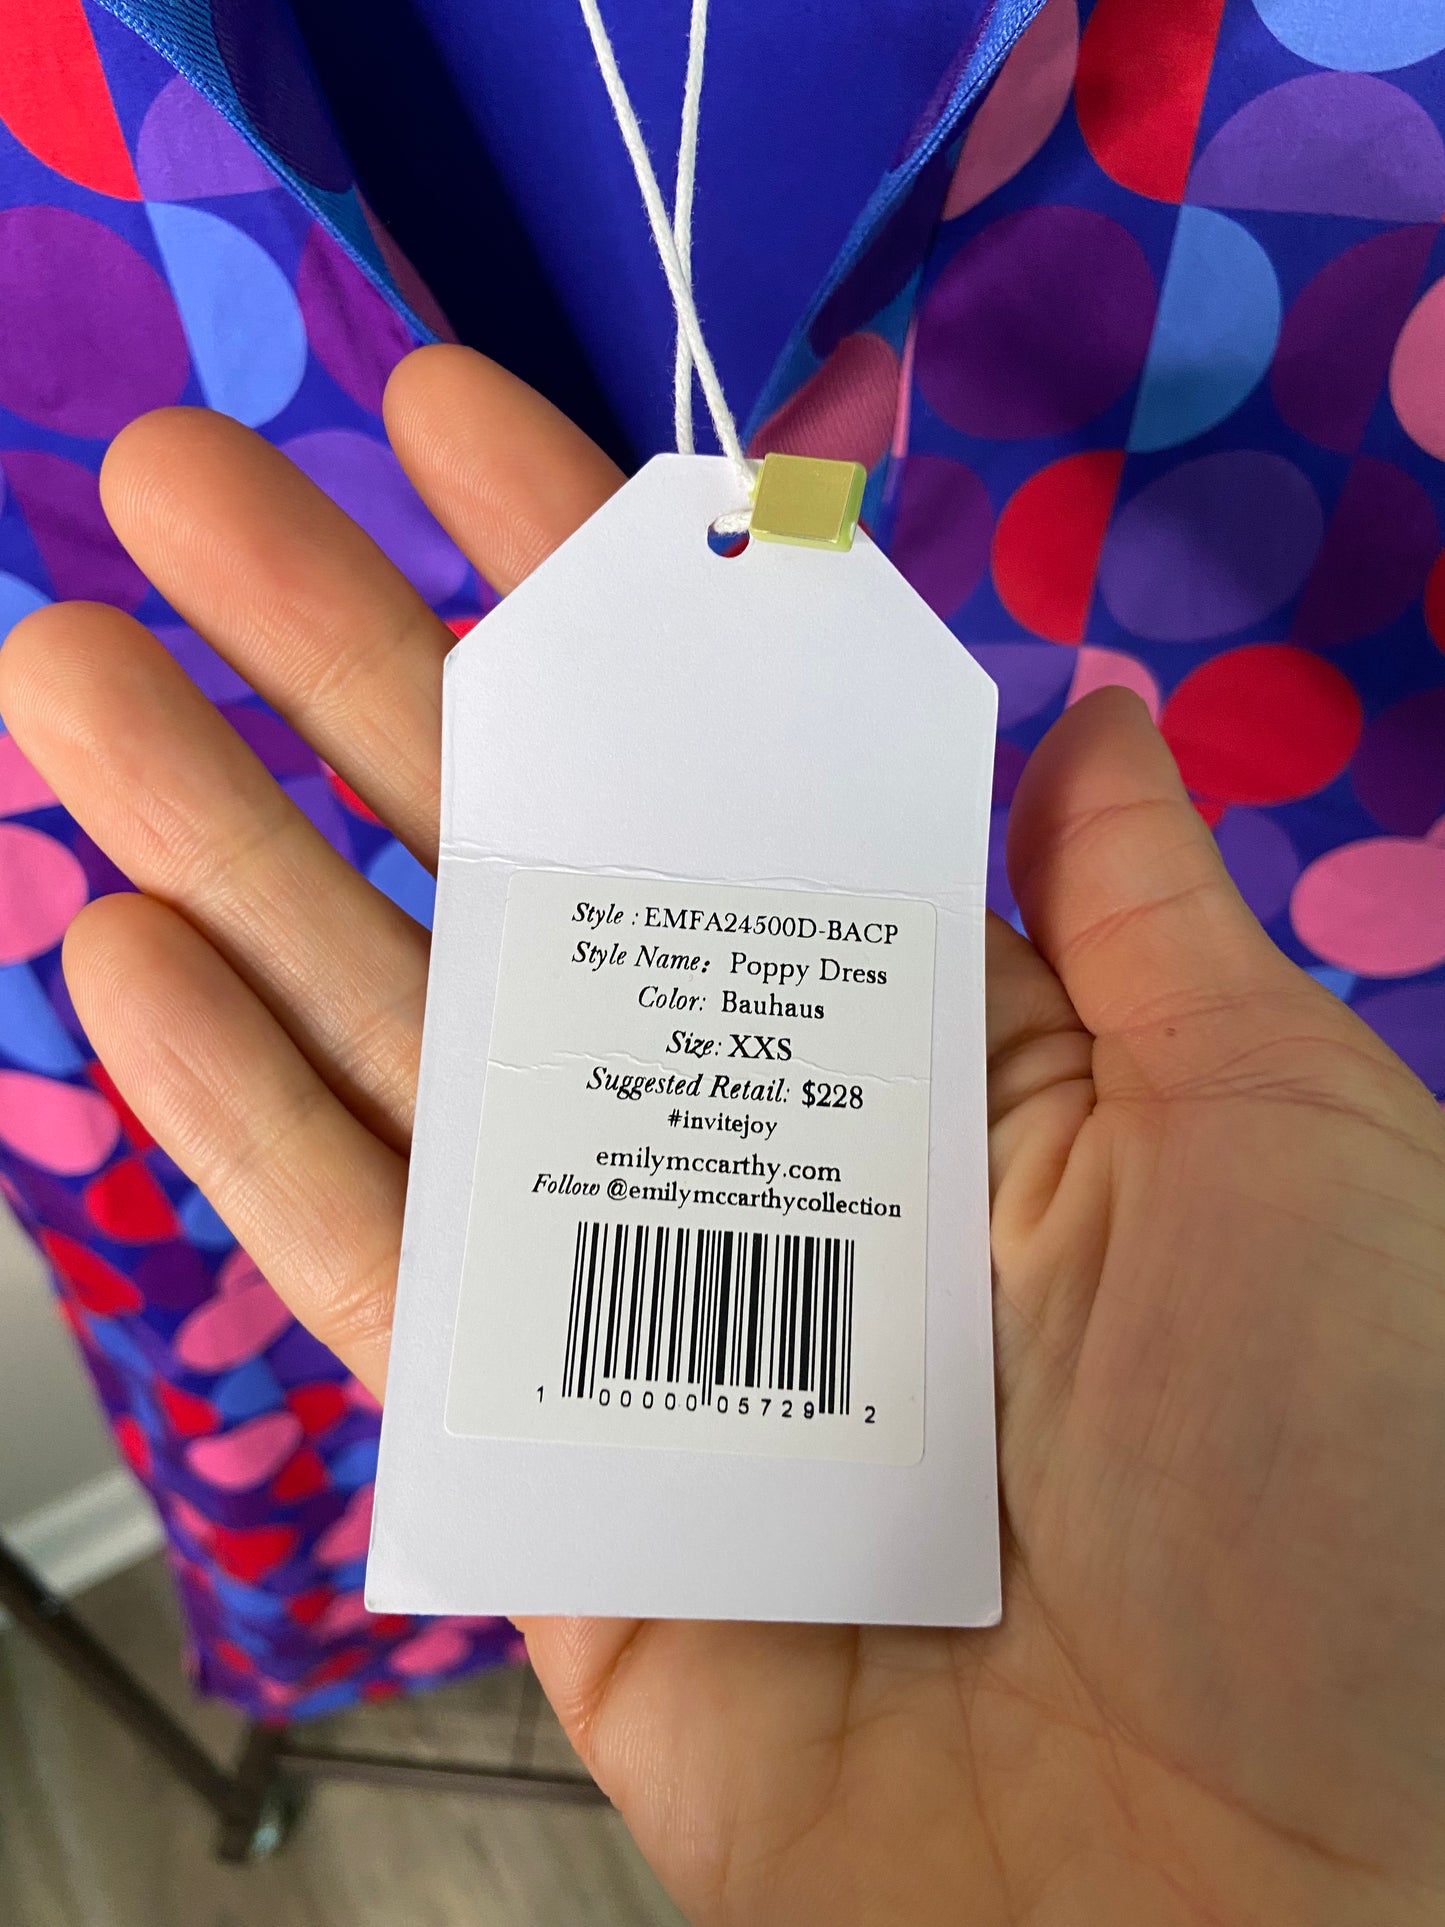 Style : EMFA24500D-BACP
Style Name: Poppy Dress
Color: Bauhaus
Size: XXS
Suggested Retail: $228
#invitejoy
emilymccarthy.com
Follow @emilymccarthycollection
1 00000 05729 2